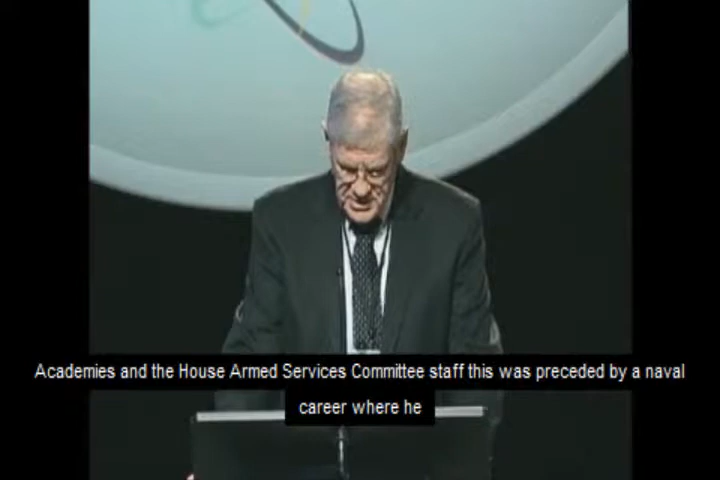 Academies and the House Armed Services Committee staff this was preceded by a naval
career where he